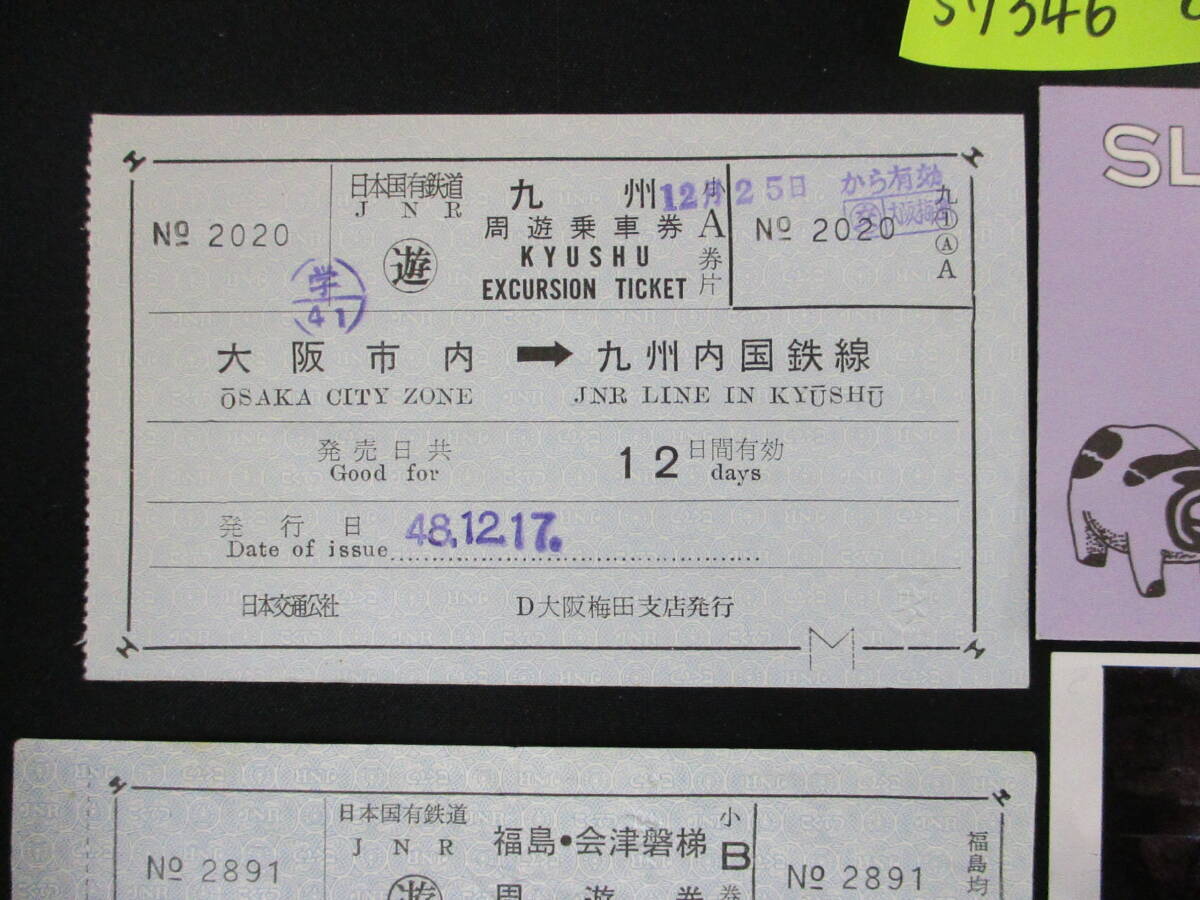 S7346
SL
日本国有鉄道
J N R
№ 2020
遊
九州
周遊乗車券
KYUSHU
EXCURSION TICKET
小
A
券片
12月25日 から有効
№ 2020
九
A
A
学
41
大阪市内 → 九州内国鉄線
ŌSAKA CITY ZONE JNR LINE IN KYŪSHŪ
発売日共 12 日間有効
Good for days
発行日 48.12.17.
Date of issue
日本交通公社 D大阪梅田支店発行
日本国有鉄道
J N R
№ 2891
遊
福島・会津磐梯
周遊券
小
B
券
№ 2891
福島均